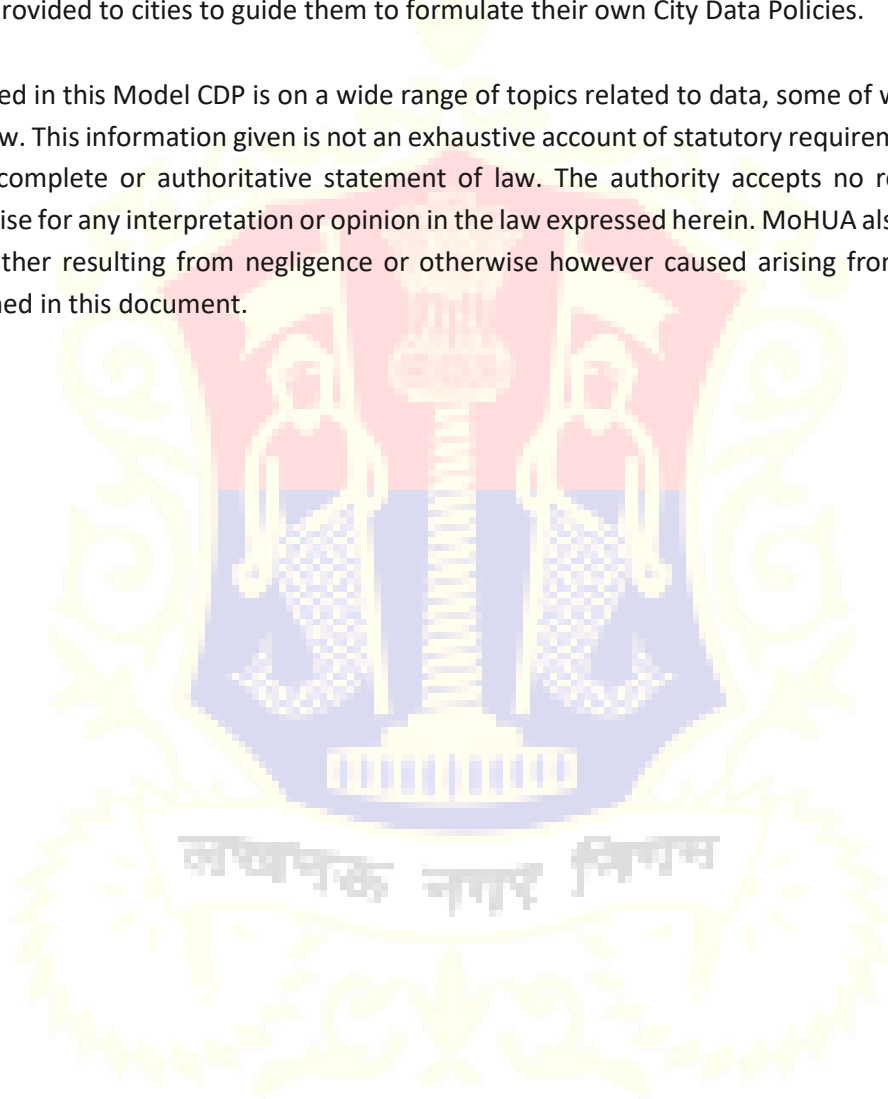 rovided to cities to guide them to formulate their own City Data Policies.
ed in this Model CDP is on a wide range of topics related to data, some of w
w. This information given is not an exhaustive account of statutory requiren
complete or authoritative statement of law. The authority accepts no re
ise for any interpretation or opinion in the law expressed herein. MoHUA als
ther resulting from negligence or otherwise however caused arising from
ned in this document.
लखनऊ नगर निगम